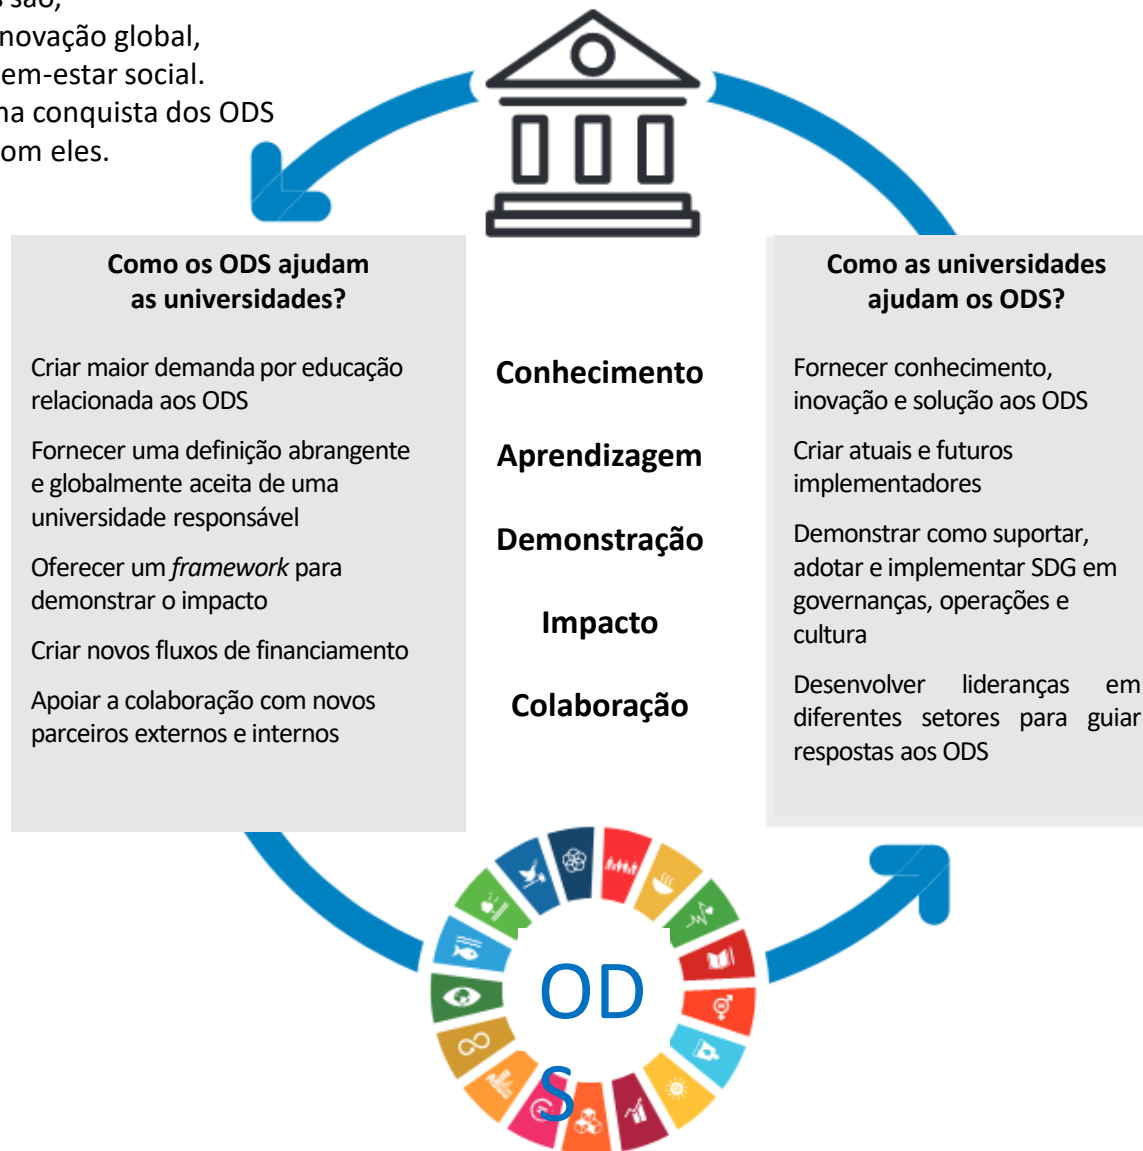 são,
novação global,
em-estar social.
na conquista dos ODS
om eles.
Como os ODS ajudam
as universidades?
Criar maior demanda por educação
relacionada aos ODS
Fornecer uma definição abrangente
e globalmente aceita de uma
universidade responsável
Oferecer um framework para
demonstrar o impacto
Criar novos fluxos de financiamento
Apoiar a colaboração com novos
parceiros externos e internos
Conhecimento
Aprendizagem
Demonstração
Impacto
Colaboração
Como as universidades
ajudam os ODS?
Fornecer conhecimento,
inovação e solução aos ODS
Criar atuais e futuros
implementadores
Demonstrar como suportar,
adotar e implementar SDG em
governanças, operações e
cultura
Desenvolver lideranças em
diferentes setores para guiar
respostas aos ODS
OD
S